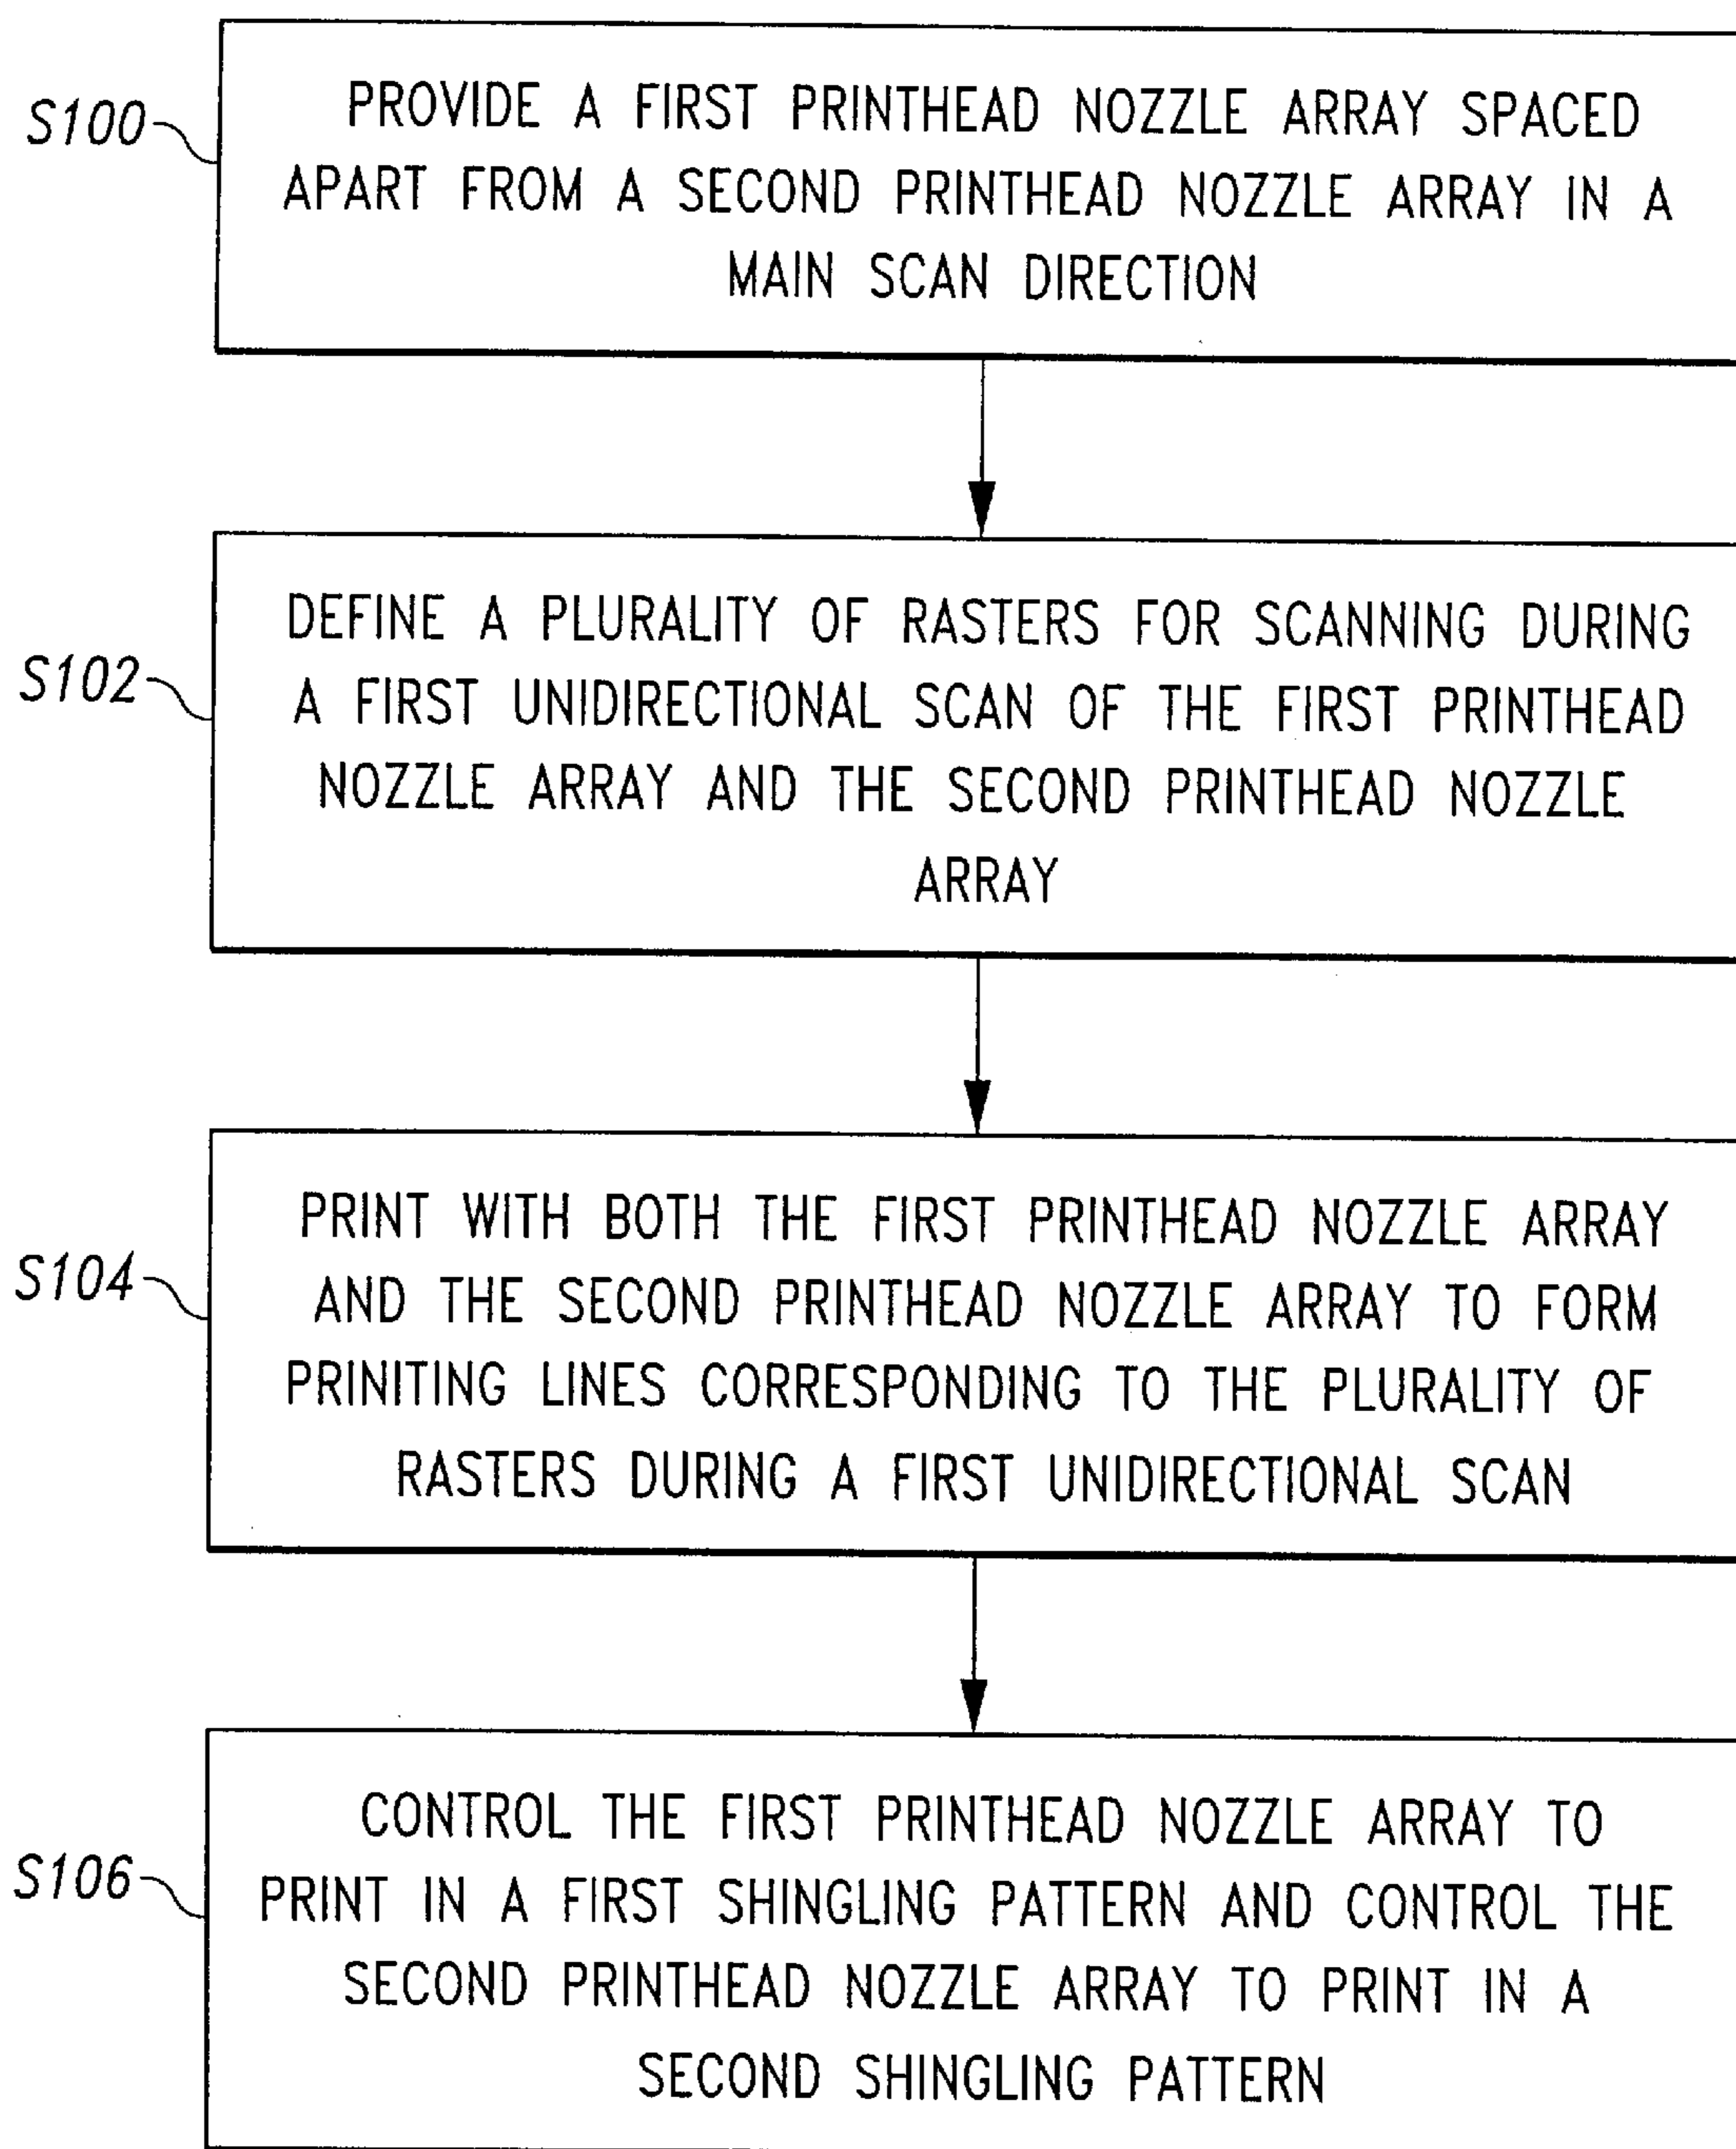 S100
PROVIDE A FIRST PRINTHEAD NOZZLE ARRAY SPACED
APART FROM A SECOND PRINTHEAD NOZZLE ARRAY IN A
MAIN SCAN DIRECTION
S102
DEFINE A PLURALITY OF RASTERS FOR SCANNING DURING
A FIRST UNIDIRECTIONAL SCAN OF THE FIRST PRINTHEAD
NOZZLE ARRAY AND THE SECOND PRINTHEAD NOZZLE
ARRAY
S104
PRINT WITH BOTH THE FIRST PRINTHEAD NOZZLE ARRAY
AND THE SECOND PRINTHEAD NOZZLE ARRAY TO FORM
PRINITING LINES CORRESPONDING TO THE PLURALITY OF
RASTERS DURING A FIRST UNIDIRECTIONAL SCAN
S106
CONTROL THE FIRST PRINTHEAD NOZZLE ARRAY TO
PRINT IN A FIRST SHINGLING PATTERN AND CONTROL THE
SECOND PRINTHEAD NOZZLE ARRAY TO PRINT IN A
SECOND SHINGLING PATTERN